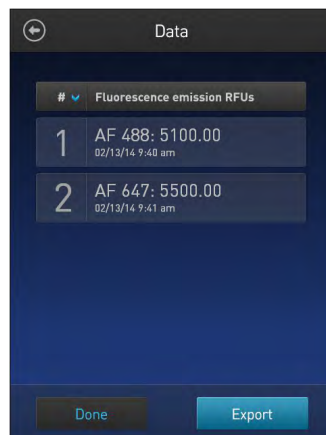 Data
# Fluorescence emission RFUs
1 AF 488: 5100.00
02/13/14 9:40 am
2 AF 647: 5500.00
02/13/14 9:41 am
Done Export